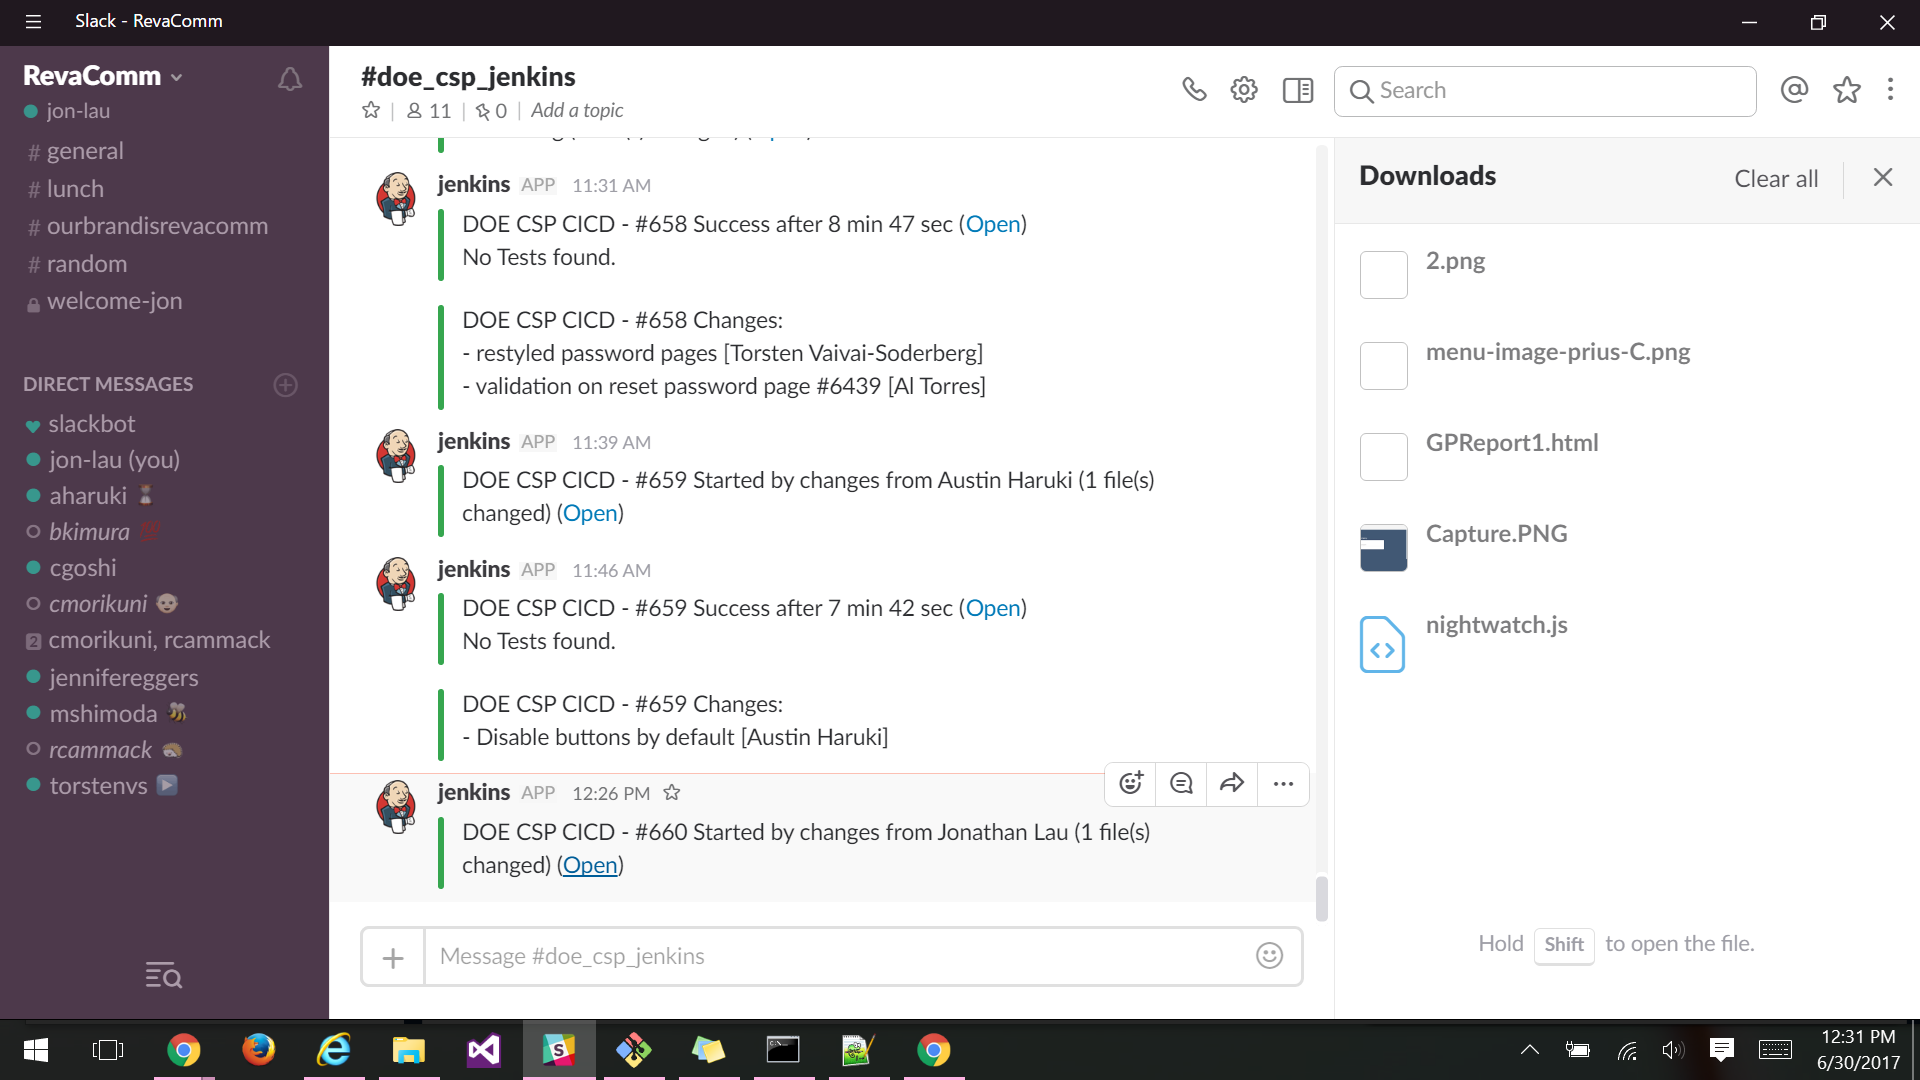 Slack - RevaComm
RevaComm
jon-lau
# general
# lunch
# ourbrandisrevacomm
# random
welcome-jon
DIRECT MESSAGES
slackbot
jon-lau (you)
aharuki
bkimura
cgoshi
cmorikuni
2 cmorikuni, rcammack
jennifereggers
mshimoda
rcammack
torstenvs
#doe_csp_jenkins
11
0
Add a topic
Search
jenkins APP 11:31 AM
DOE CSP CICD - #658 Success after 8 min 47 sec (Open)
No Tests found.
DOE CSP CICD - #658 Changes:
- restyled password pages [Torsten Vaivai-Soderberg]
- validation on reset password page #6439 [Al Torres]
jenkins APP 11:39 AM
DOE CSP CICD - #659 Started by changes from Austin Haruki (1 file(s)
changed) (Open)
jenkins APP 11:46 AM
DOE CSP CICD - #659 Success after 7 min 42 sec (Open)
No Tests found.
DOE CSP CICD - #659 Changes:
- Disable buttons by default [Austin Haruki]
jenkins APP 12:26 PM
DOE CSP CICD - #660 Started by changes from Jonathan Lau (1 file(s)
changed) (Open)
Message #doe_csp_jenkins
Downloads
Clear all
2.png
menu-image-prius-C.png
GPReport1.html
Capture.PNG
nightwatch.js
Hold Shift to open the file.
12:31 PM
6/30/2017